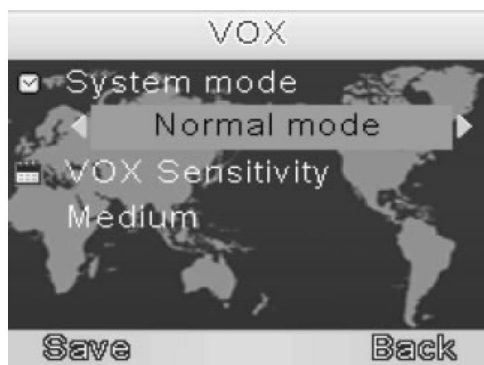 VOX
System mode
Normal mode
VOX Sensitivity
Medium
Save Back